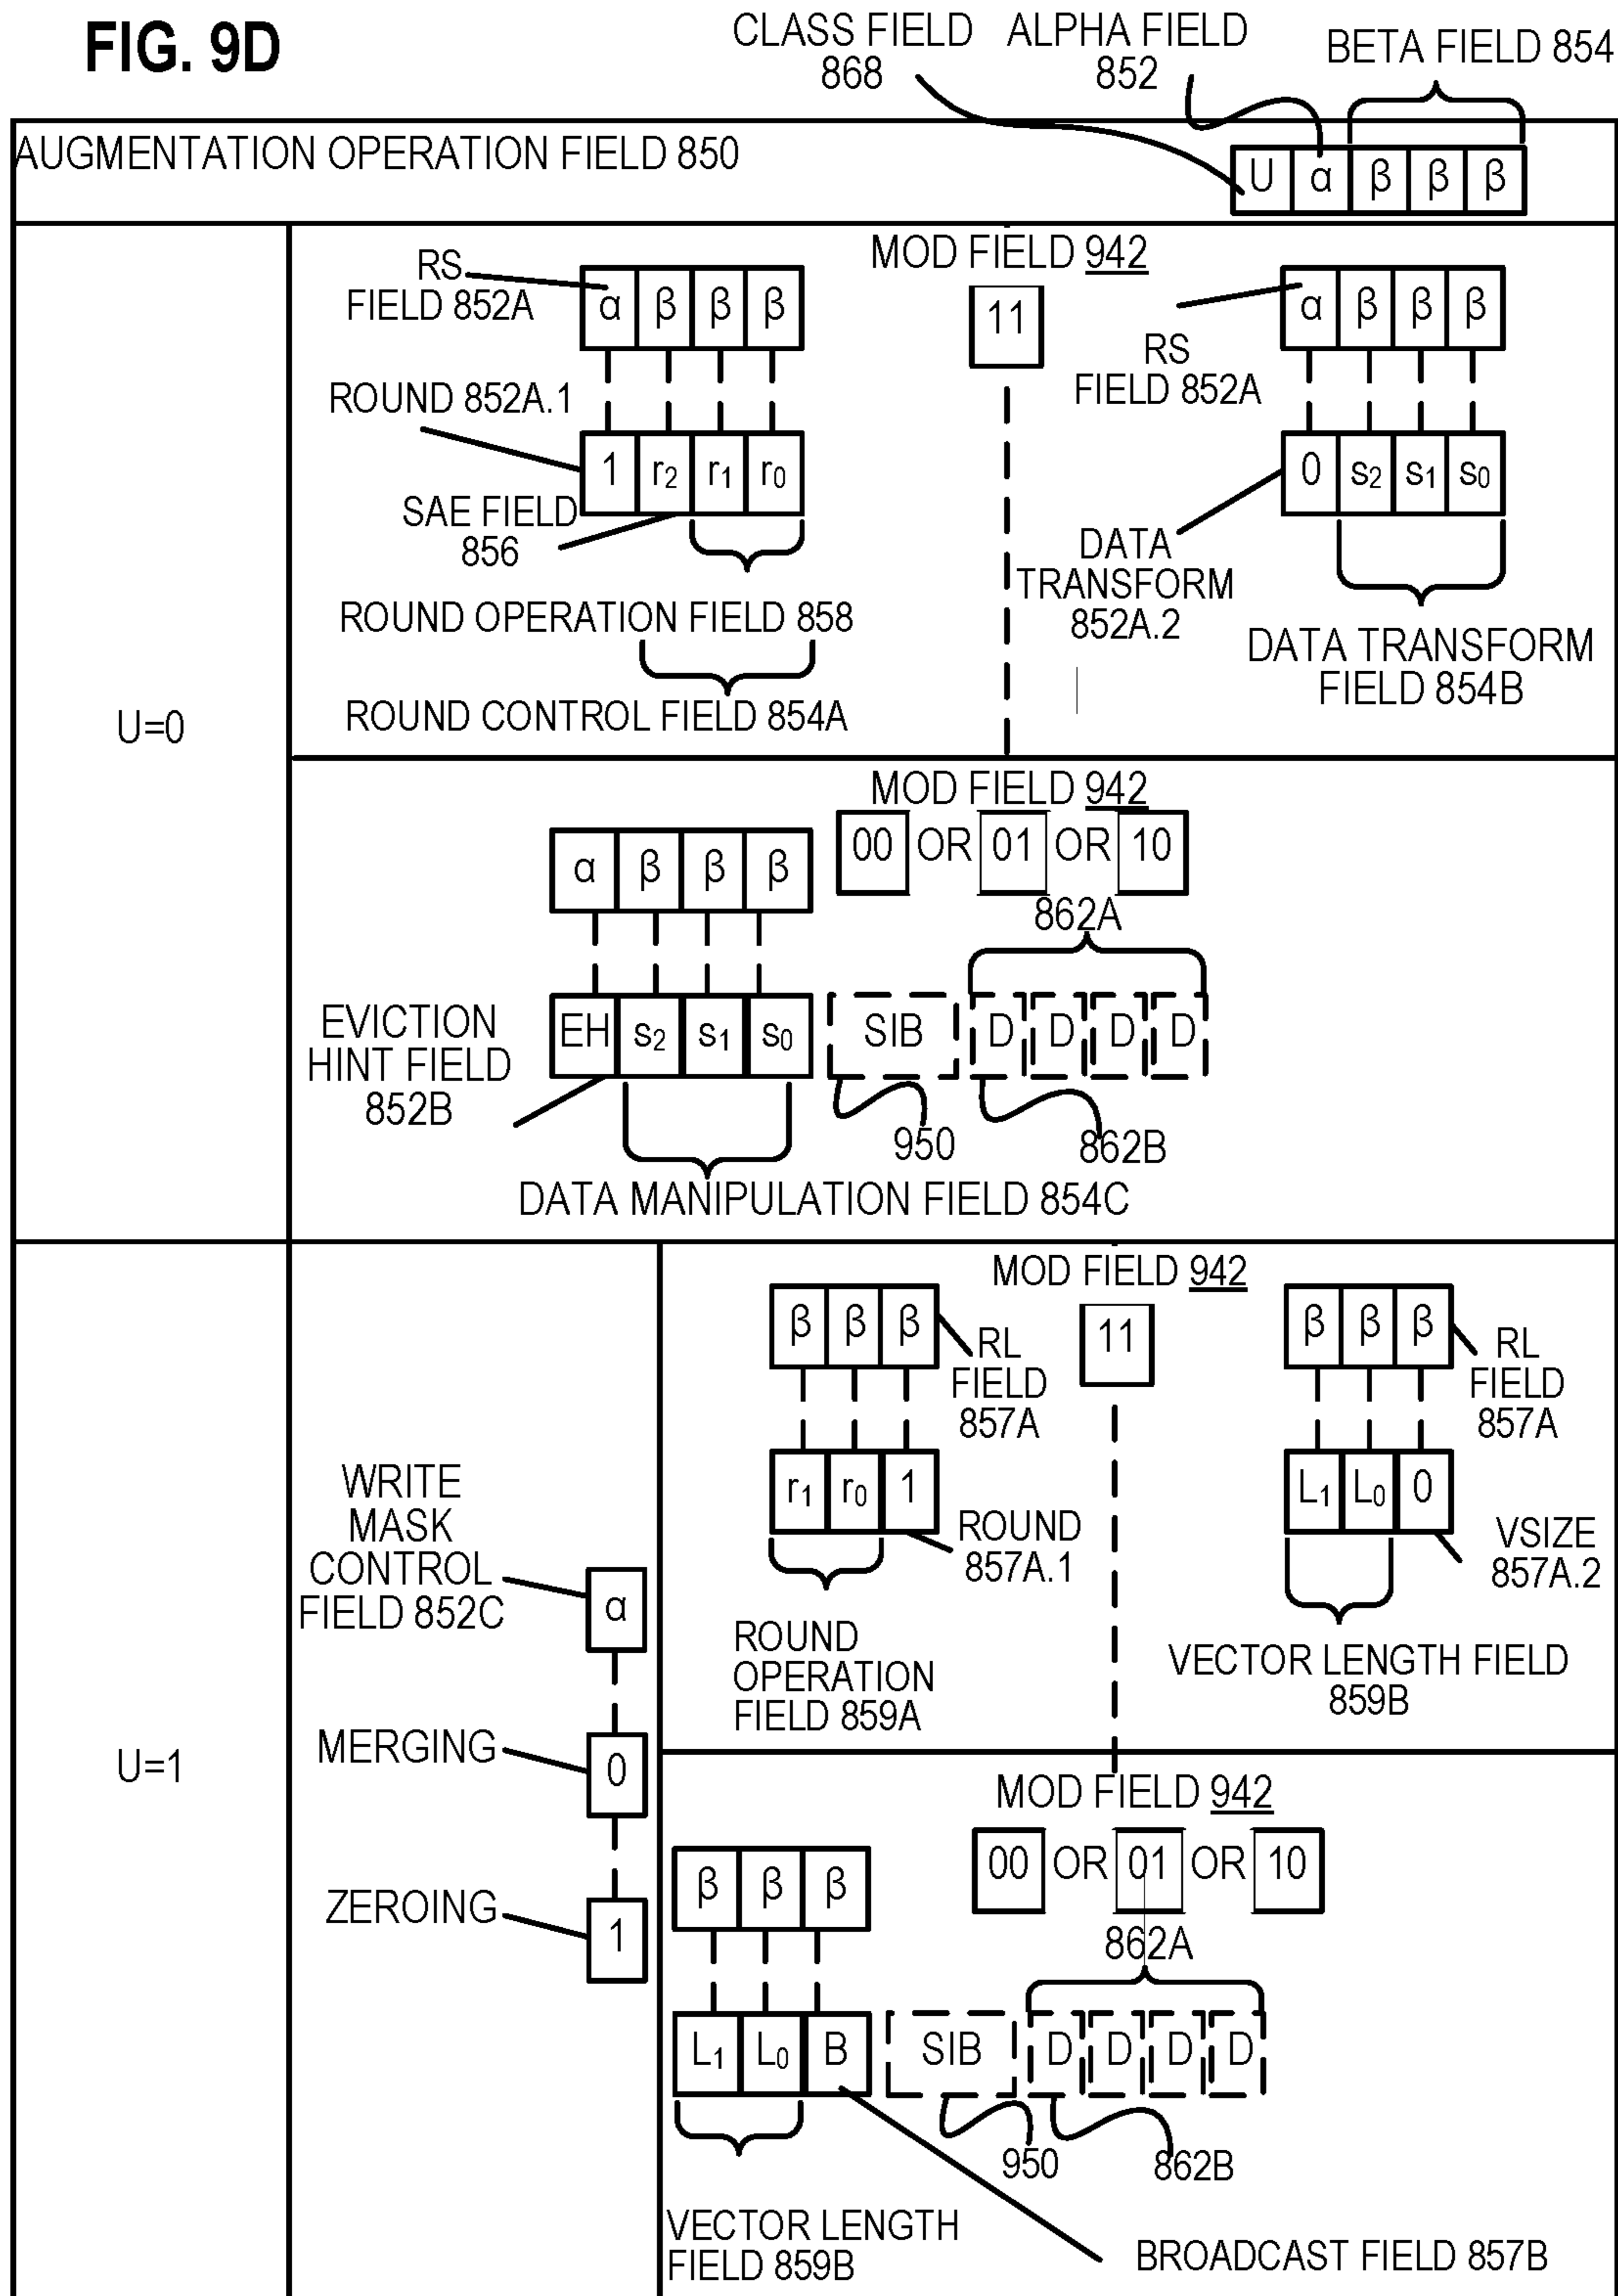 FIG. 9D
CLASS FIELD
868
ALPHA FIELD
852
BETA FIELD 854
AUGMENTATION OPERATION FIELD 850
U α β β β
U=0
MOD FIELD 942
11
RS
FIELD 852A
α β β β
ROUND 852A.1
1 r2 r1 r0
SAE FIELD
856
ROUND OPERATION FIELD 858
ROUND CONTROL FIELD 854A
α β β β
RS
FIELD 852A
0 s2 s1 s0
DATA
TRANSFORM
852A.2
DATA TRANSFORM
FIELD 854B
MOD FIELD 942
00 OR 01 OR 10
α β β β
862A
EVICTION
HINT FIELD
852B
EH s2 s1 s0 SIB D D D D
950
862B
DATA MANIPULATION FIELD 854C
U=1
WRITE
MASK
CONTROL
FIELD 852C
α
MERGING
0
ZEROING
1
MOD FIELD 942
11
β β β
RL
FIELD
857A
r1 r0 1
ROUND
857A.1
ROUND
OPERATION
FIELD 859A
β β β
RL
FIELD
857A
L1 L0 0
VSIZE
857A.2
VECTOR LENGTH FIELD
859B
MOD FIELD 942
00 OR 01 OR 10
β β β
862A
L1 L0 B SIB D D D D
950
862B
VECTOR LENGTH
FIELD 859B
BROADCAST FIELD 857B